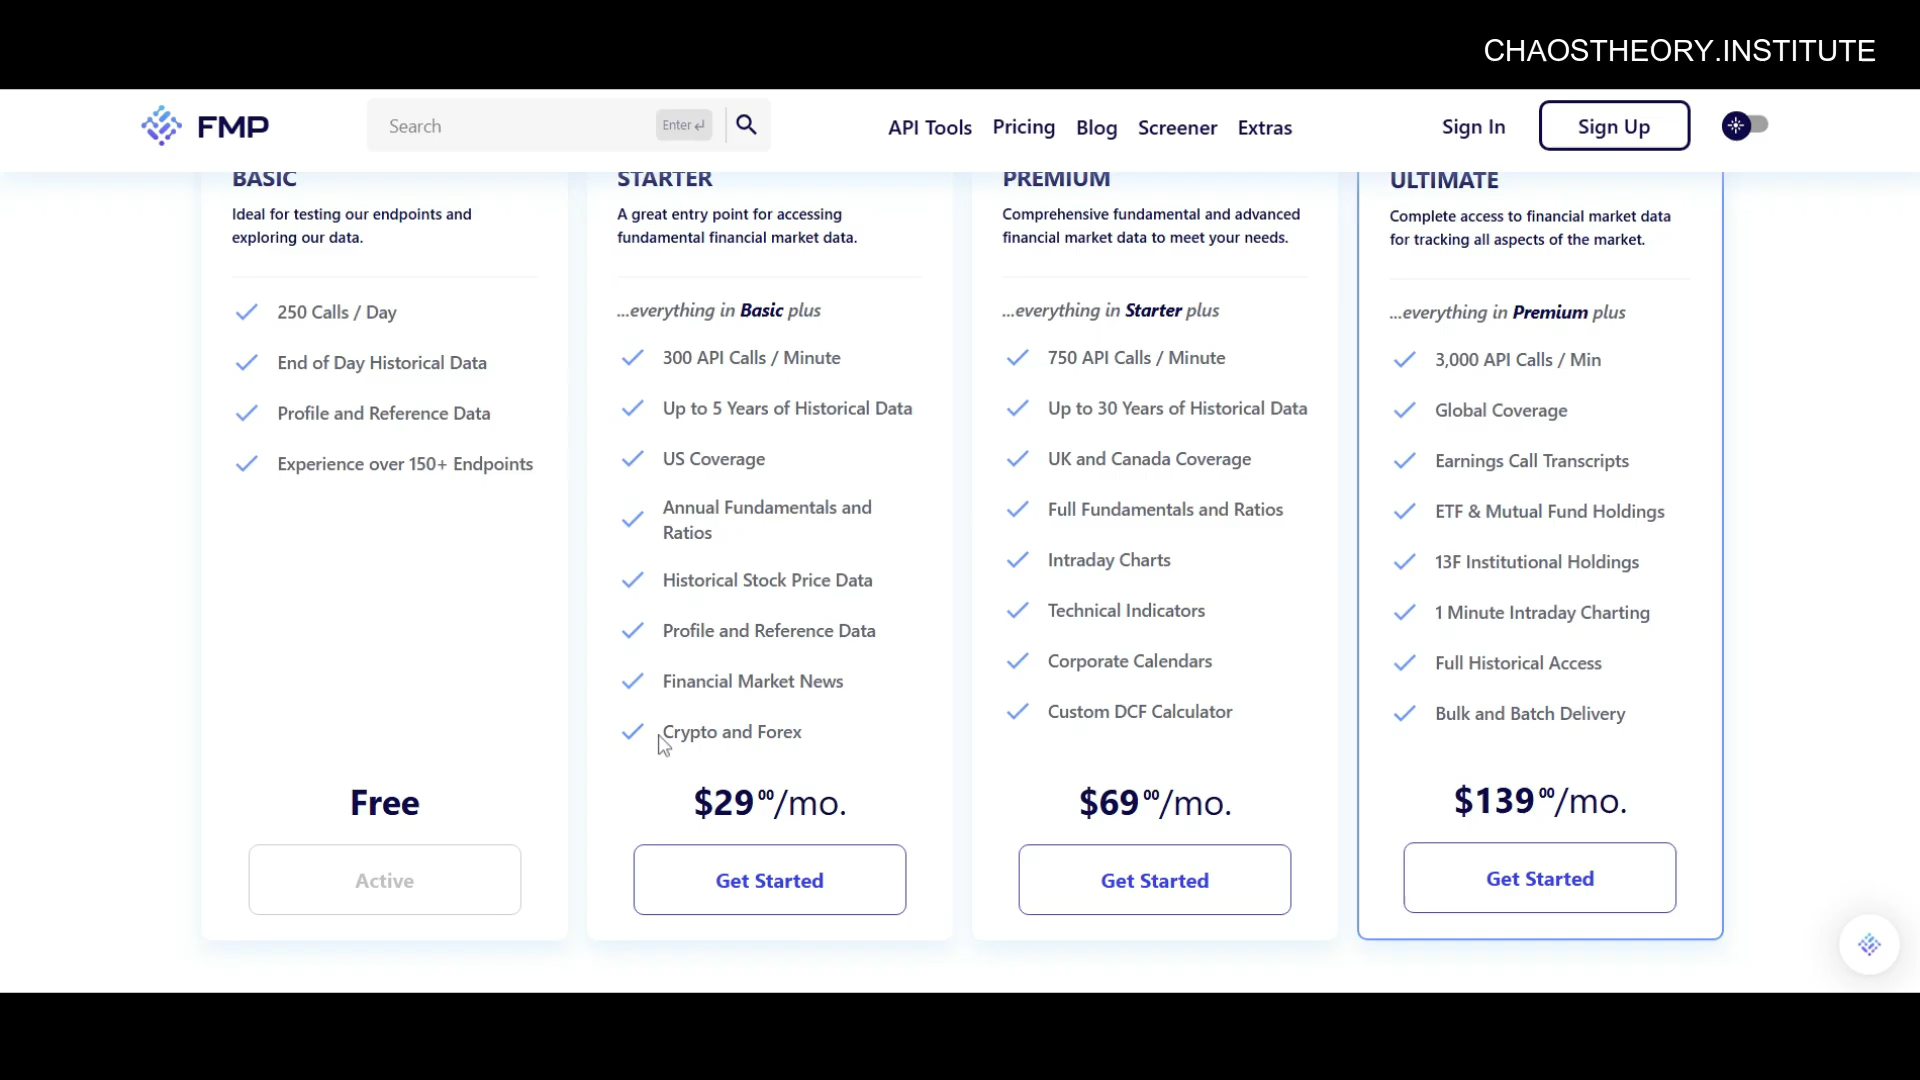 CHAOSTHEORY.INSTITUTE
FMP
Search
Enter↵
API Tools
Pricing
Blog
Screener
Extras
Sign In
Sign Up
BASIC
Ideal for testing our endpoints and
exploring our data.
250 Calls / Day
End of Day Historical Data
Profile and Reference Data
Experience over 150+ Endpoints
Free
Active
STARTER
A great entry point for accessing
fundamental financial market data.
...everything in Basic plus
300 API Calls / Minute
Up to 5 Years of Historical Data
US Coverage
Annual Fundamentals and
Ratios
Historical Stock Price Data
Profile and Reference Data
Financial Market News
Crypto and Forex
$29 00/mo.
Get Started
PREMIUM
Comprehensive fundamental and advanced
financial market data to meet your needs.
...everything in Starter plus
750 API Calls / Minute
Up to 30 Years of Historical Data
UK and Canada Coverage
Full Fundamentals and Ratios
Intraday Charts
Technical Indicators
Corporate Calendars
Custom DCF Calculator
$69 00/mo.
Get Started
ULTIMATE
Complete access to financial market data
for tracking all aspects of the market.
...everything in Premium plus
3,000 API Calls / Min
Global Coverage
Earnings Call Transcripts
ETF & Mutual Fund Holdings
13F Institutional Holdings
1 Minute Intraday Charting
Full Historical Access
Bulk and Batch Delivery
$139 00/mo.
Get Started